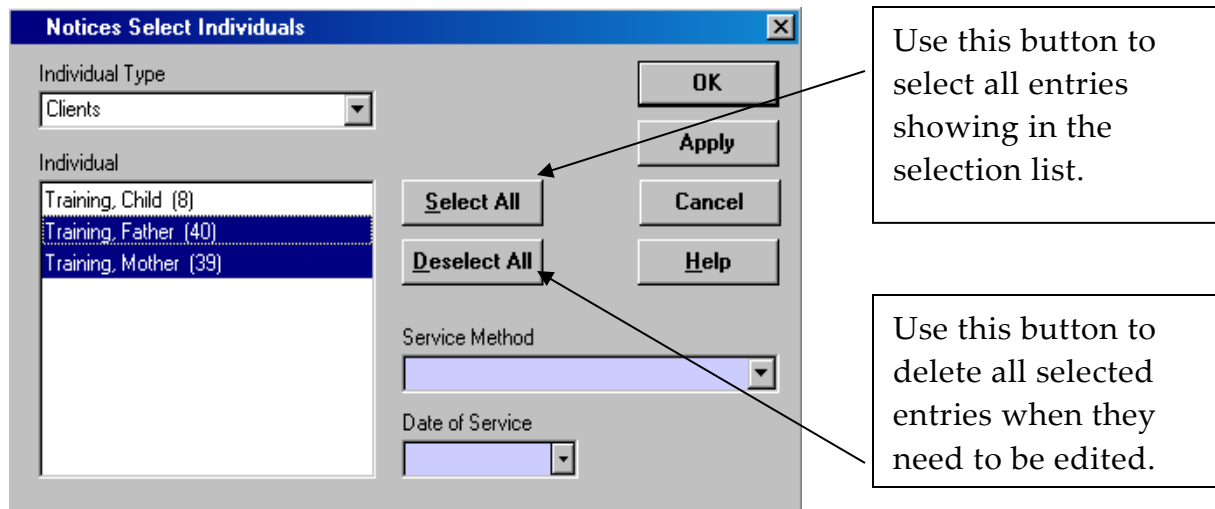 Notices Select Individuals
Individual Type
Clients
OK
Apply
Individual
Training, Child (8)
Training, Father (40)
Training, Mother (39)
Select All
Cancel
Deselect All
Help
Service Method
Date of Service
Use this button to
select all entries
showing in the
selection list.
Use this button to
delete all selected
entries when they
need to be edited.